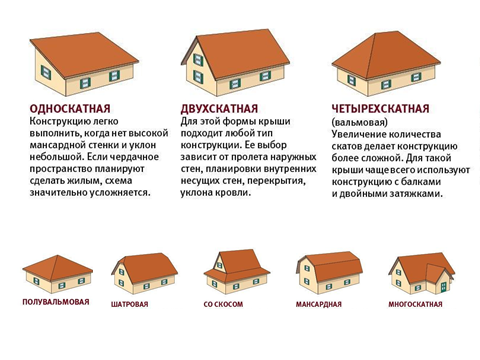 ОДНОСКАТНАЯ
Конструкцию легко
выполнить, когда нет высокой
мансардной стенки и уклон
небольшой. Если чердачное
пространство планируют
сделать жилым, схема
значительно усложняется.
ДВУХСКАТНАЯ
Для этой формы крыши
подходит любой тип
конструкции. Ее выбор
зависит от пролета наружных
стен, планировки внутренних
несущих стен, перекрытия,
уклона кровли.
ЧЕТЫРЕХСКАТНАЯ
(вальмовая)
Увеличение количества
скатов делает конструкцию
более сложной. Для такой
крыши чаще всего используют
конструкцию с балками
и двойными затяжками.
ПОЛУВАЛЬМОВАЯ
ШАТРОВАЯ
СО СКОСОМ
МАНСАРДНАЯ
МНОГОСКАТНАЯ